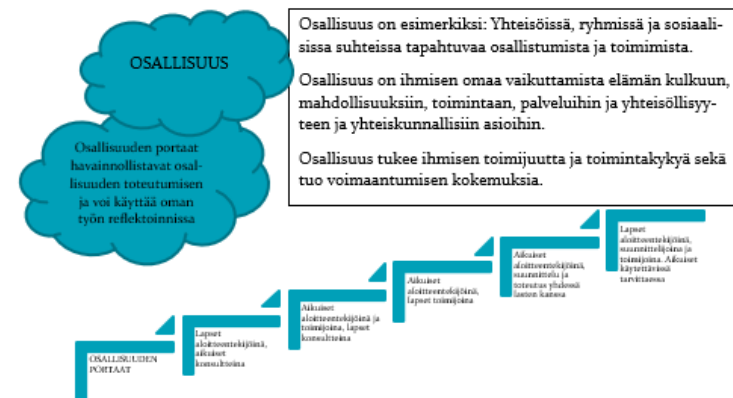 OSALLISUUS
Osallisuuden portaat
havainnollistavat osal-
lisuuden toteutumisen
ja voi käyttää oman
työn reflektoinnissa
Osallisuus on esimerkiksi: Yhteisöissä, ryhmissä ja sosiaali-
sissa suhteissa tapahtuvaa osallistumista ja toimimista.
Osallisuus on ihmisen omaa vaikuttamista elämän kulkuun,
mahdollisuuksiin, toimintaan, palveluihin ja yhteisöllisyy-
teen ja yhteiskunnallisiin asioihin.
Osallisuus tukee ihmisen toimijuutta ja toimintakykyä sekä
tuo voimaantumisen kokemuksia.
OSALLISUUDEN
PORTAAT
Lapset
aloitteentekijöinä,
aikuiset
konsultteina
Aikuiset
aloitteentekijöinä ja
toimijoina, lapset
konsultteina
Aikuiset
aloitteentekijöinä,
lapset toimijoina
Aikuiset
aloitteentekijöinä,
suunnittelu ja
toteutus yhdessä
lasten kanssa
Lapset
aloitteentekijöinä,
suunnittelijoina ja
toimijoina. Aikuiset
käytettävissä
tarvittaessa